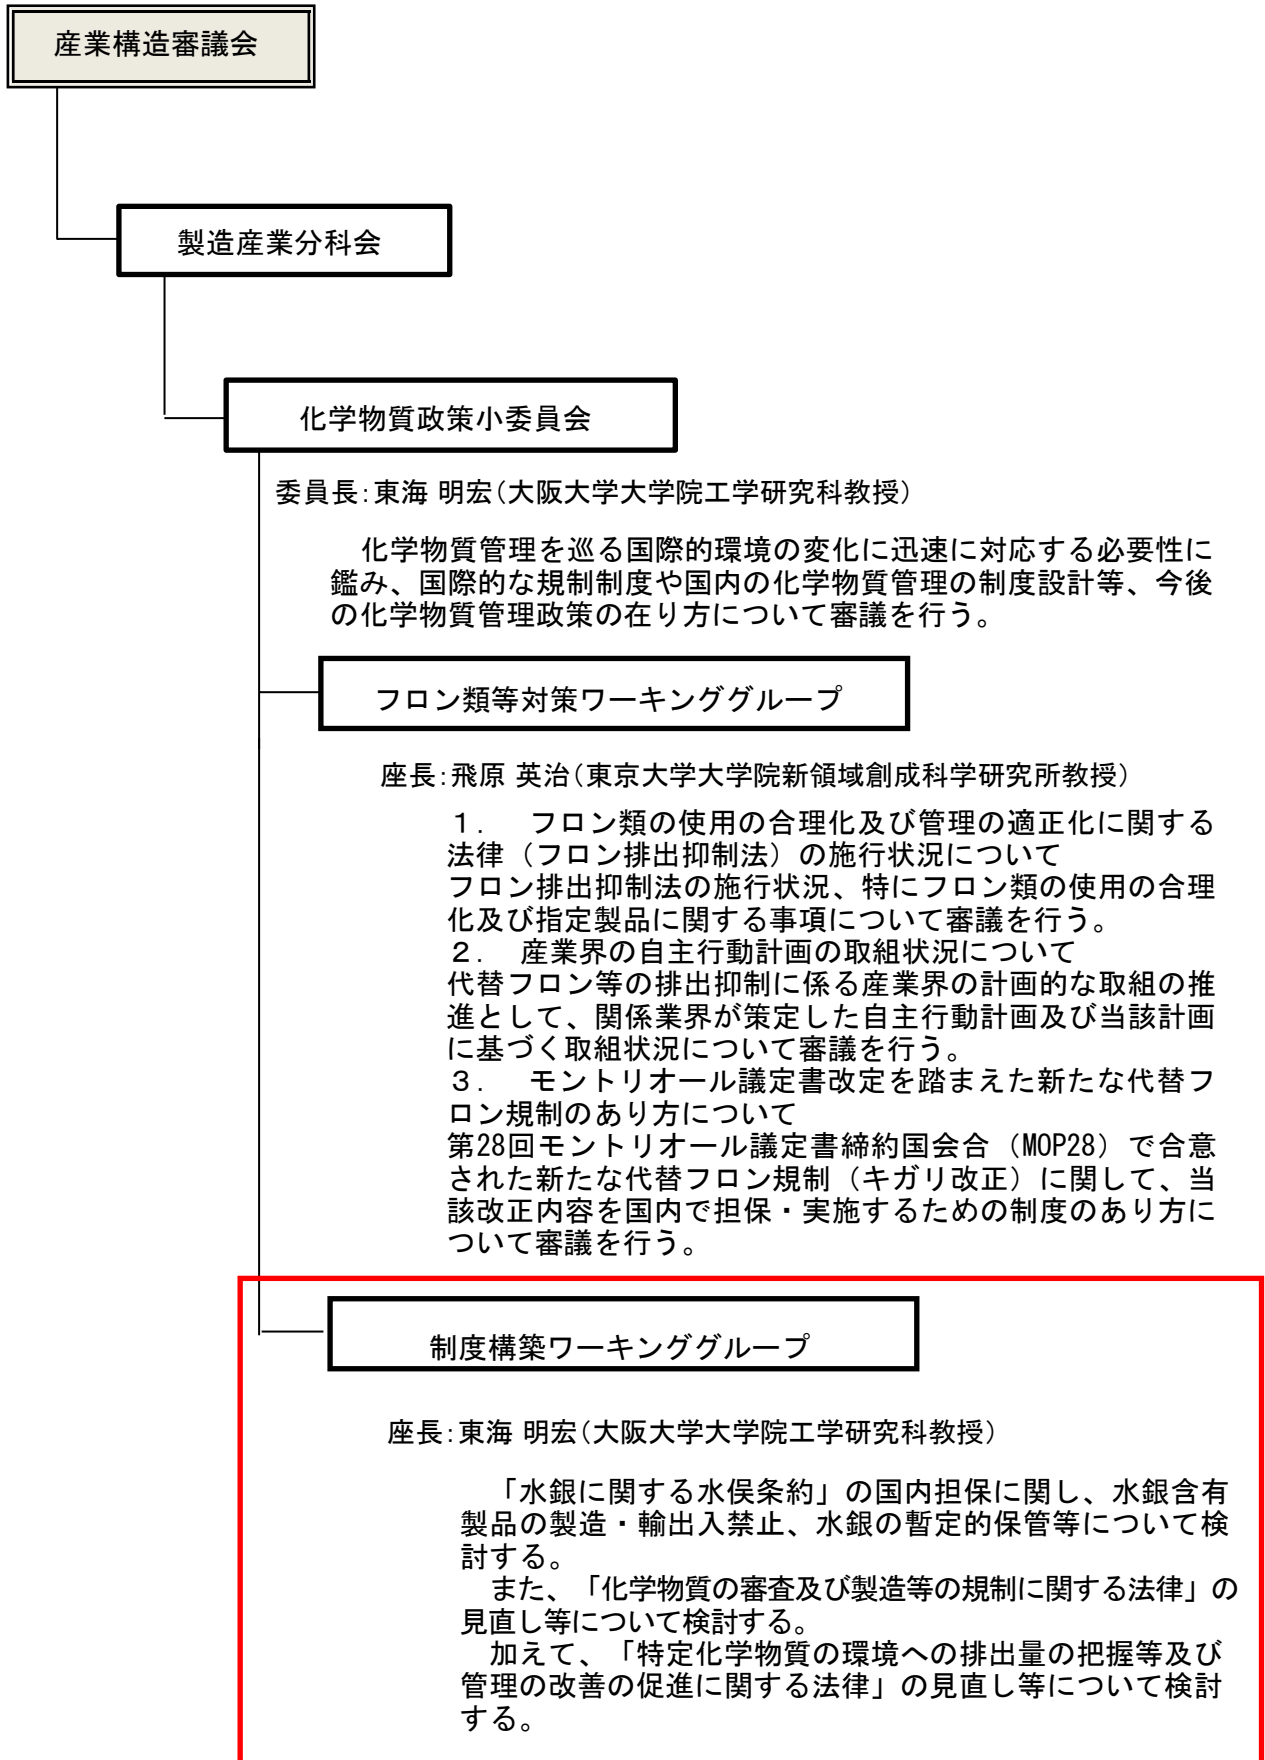 産業構造審議会
製造産業分科会
化学物質政策小委員会
委員長:東海 明宏(大阪大学大学院工学研究科教授)
化学物質管理を巡る国際的環境の変化に迅速に対応する必要性に
鑑み、国際的な規制制度や国内の化学物質管理の制度設計等、今後
の化学物質管理政策の在り方について審議を行う。
フロン類等対策ワーキンググループ
座長:飛原 英治(東京大学大学院新領域創成科学研究所教授)
１．　フロン類の使用の合理化及び管理の適正化に関する
法律（フロン排出抑制法）の施行状況について
フロン排出抑制法の施行状況、特にフロン類の使用の合理
化及び指定製品に関する事項について審議を行う。
２．　産業界の自主行動計画の取組状況について
代替フロン等の排出抑制に係る産業界の計画的な取組の推
進として、関係業界が策定した自主行動計画及び当該計画
に基づく取組状況について審議を行う。
３．　モントリオール議定書改定を踏まえた新たな代替フ
ロン規制のあり方について
第28回モントリオール議定書締約国会合（MOP28）で合意
された新たな代替フロン規制（キガリ改正）に関して、当
該改正内容を国内で担保・実施するための制度のあり方に
ついて審議を行う。
制度構築ワーキンググループ
座長:東海 明宏(大阪大学大学院工学研究科教授)
「水銀に関する水俣条約」の国内担保に関し、水銀含有
製品の製造・輸出入禁止、水銀の暫定的保管等について検
討する。
また、「化学物質の審査及び製造等の規制に関する法律」の
見直し等について検討する。
加えて、「特定化学物質の環境への排出量の把握等及び
管理の改善の促進に関する法律」の見直し等について検討
する。